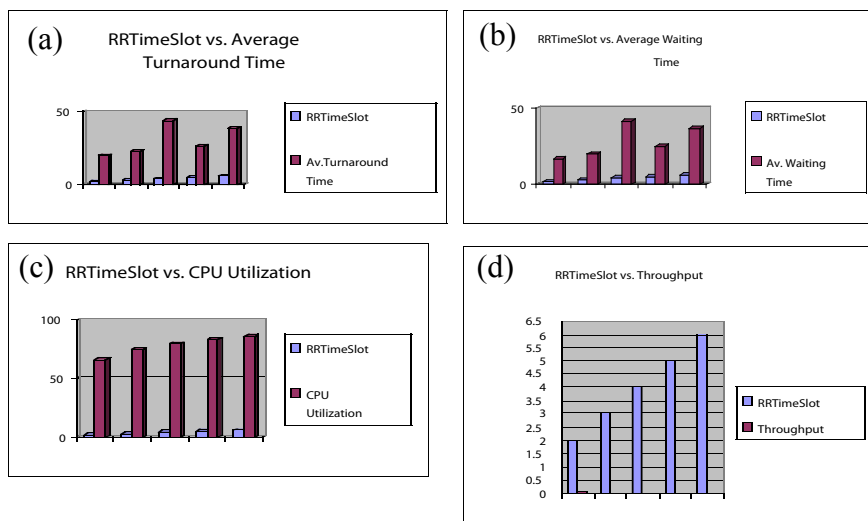 (a)
RRTimeSlot vs. Average
Turnaround Time
50
0
RRTimeSlot
Av.Turnaround
Time
(b)
RRTimeSlot vs. Average Waiting
Time
50
0
RRTimeSlot
Av. Waiting
Time
(c)
RRTimeSlot vs. CPU Utilization
100
50
0
RRTimeSlot
CPU
Utilization
(d)
RRTimeSlot vs. Throughput
6.5
6
5.5
5
4.5
4
3.5
3
2.5
2
1.5
1
0.5
0
RRTimeSlot
Throughput